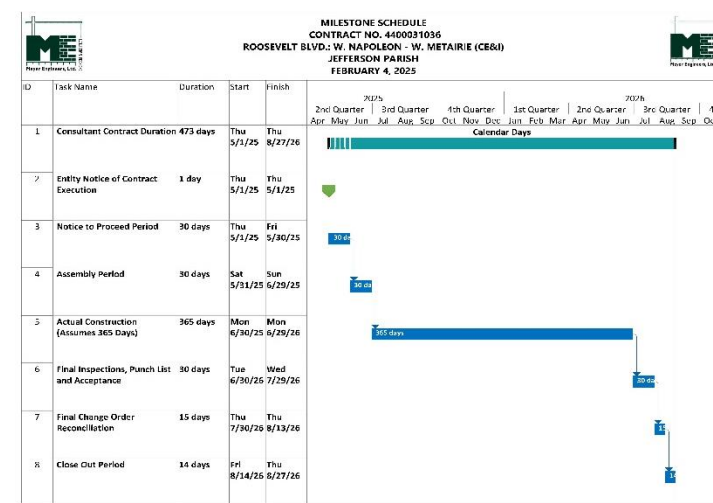 MILESTONE SCHEDULE
CONTRACT NO. 4400031036
ROOSEVELT BLVD.: W. NAPOLEON - W. METAIRIE (CE&I)
JEFFERSON PARISH
FEBRUARY 4, 2025
ME
Meyer Engineers, Ltd.
ME
Meyer Engineers, Ltd
ID Task Name Duration Start Finish
2025 2026
2nd Quarter 3rd Quarter 4th Quarter 1st Quarter 2nd Quarter 3rd Quarter 4
Apr May Jun Jul Aug Sep Oct Nov Dec Jan Feb Mar Apr May Jun Jul Aug Sep Oc
1 Consultant Contract Duration 473 days Thu Thu
5/1/25 8/27/26
Calendar Days
2 Entity Notice of Contract 1 day Thu Thu
Execution 5/1/25 5/1/25
3 Notice to Proceed Period 30 days Thu Fri
5/1/25 5/30/25
30 da
4 Assembly Period 30 days Sat Sun
5/31/25 6/29/25
30 da
5 Actual Construction 365 days Mon Mon
(Assumes 365 Days) 6/30/25 6/29/26
365 days
6 Final Inspections, Punch List 30 days Tue Wed
and Acceptance 6/30/26 7/29/26
30 da
7 Final Change Order 15 days Thu Thu
Reconciliation 7/30/26 8/13/26
15
8 Close Out Period 14 days Fri Thu
8/14/26 8/27/26
14